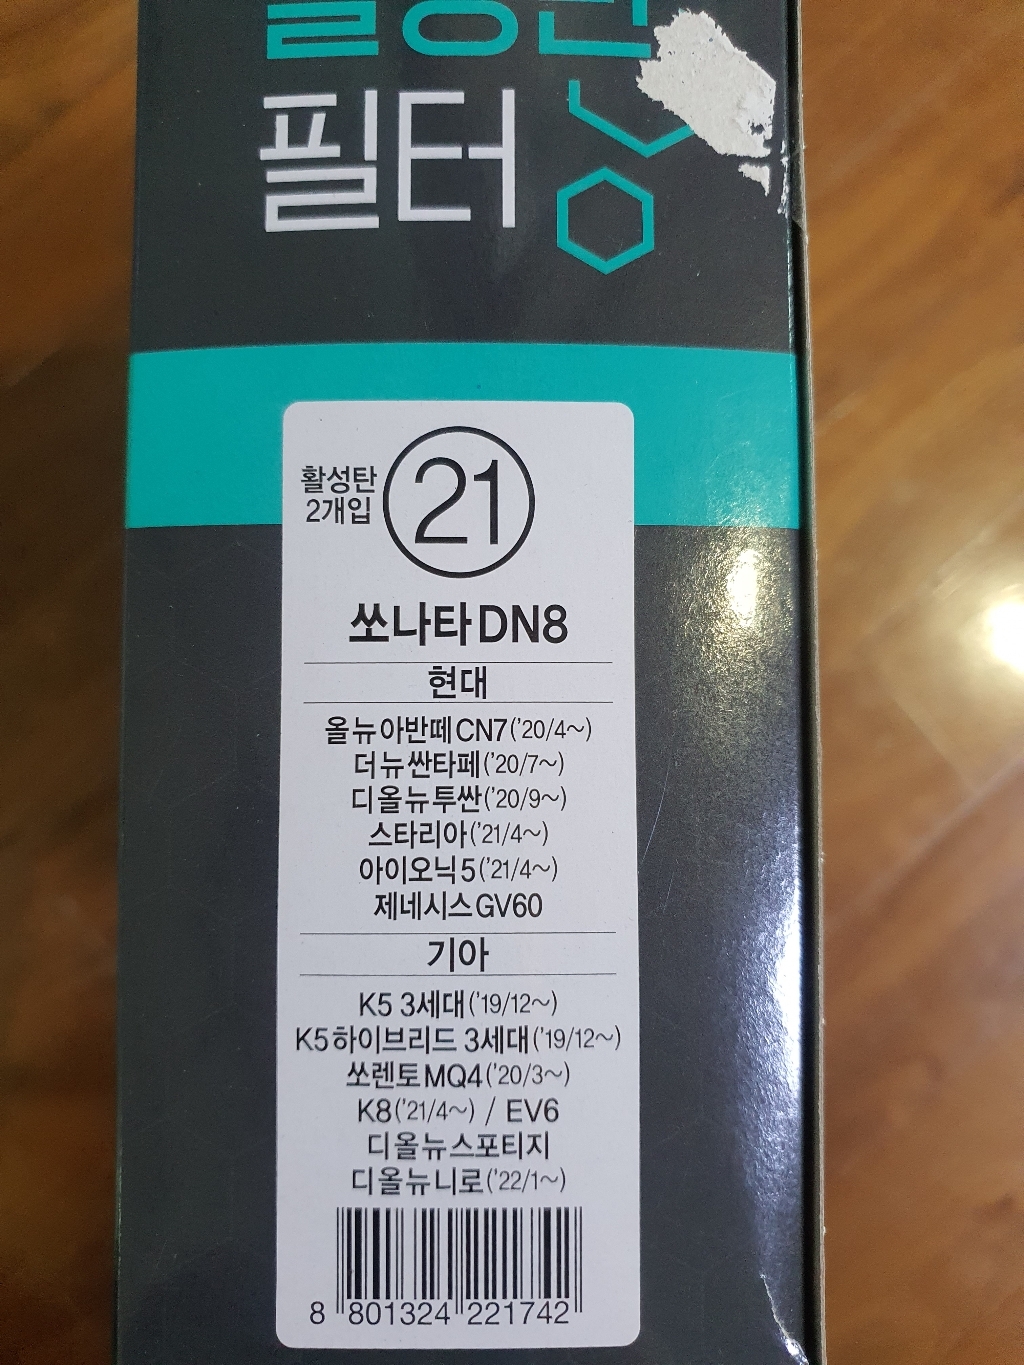 활성탄
필터
활성탄
2개입
21
쏘나타DN8
현대
올뉴아반떼CN7('20/4~)
더뉴싼타페('20/7~)
디올뉴투싼('20/9~)
스타리아('21/4~)
아이오닉5('21/4~)
제네시스GV60
기아
K5 3세대('19/12~)
K5하이브리드 3세대('19/12~)
쏘렌토MQ4('20/3~)
K8('21/4~) / EV6
디올뉴스포티지
디올뉴니로('22/1~)
8 801324 221742